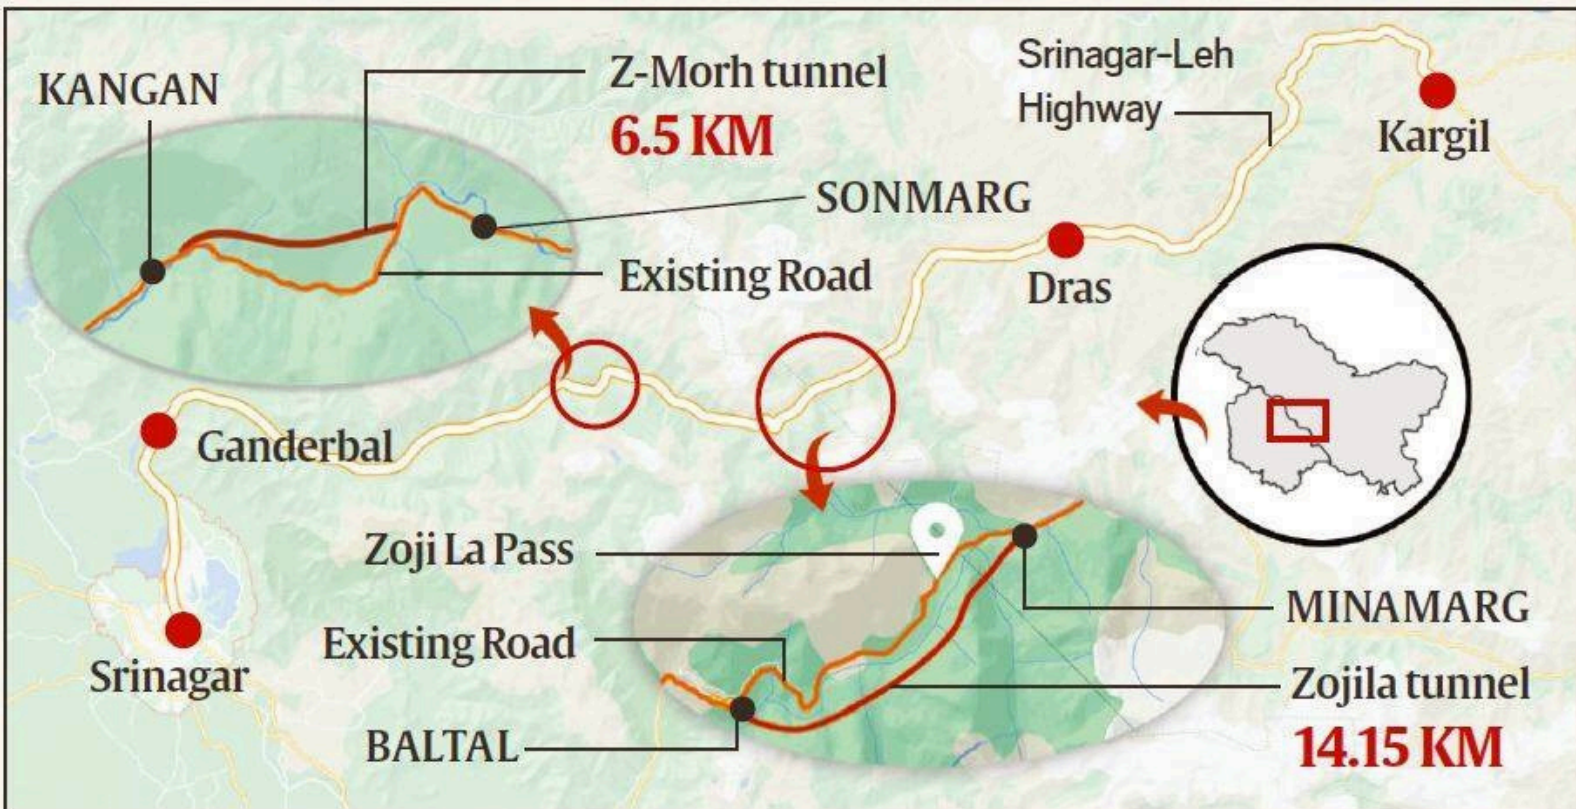 KANGAN
Z-Morh tunnel
6.5 KM
Srinagar-Leh
Highway
Kargil
SONMARG
Existing Road
Dras
Ganderbal
Zoji La Pass
Existing Road
MINAMARG
Srinagar
Zojila tunnel
BALTAL
14.15 KM